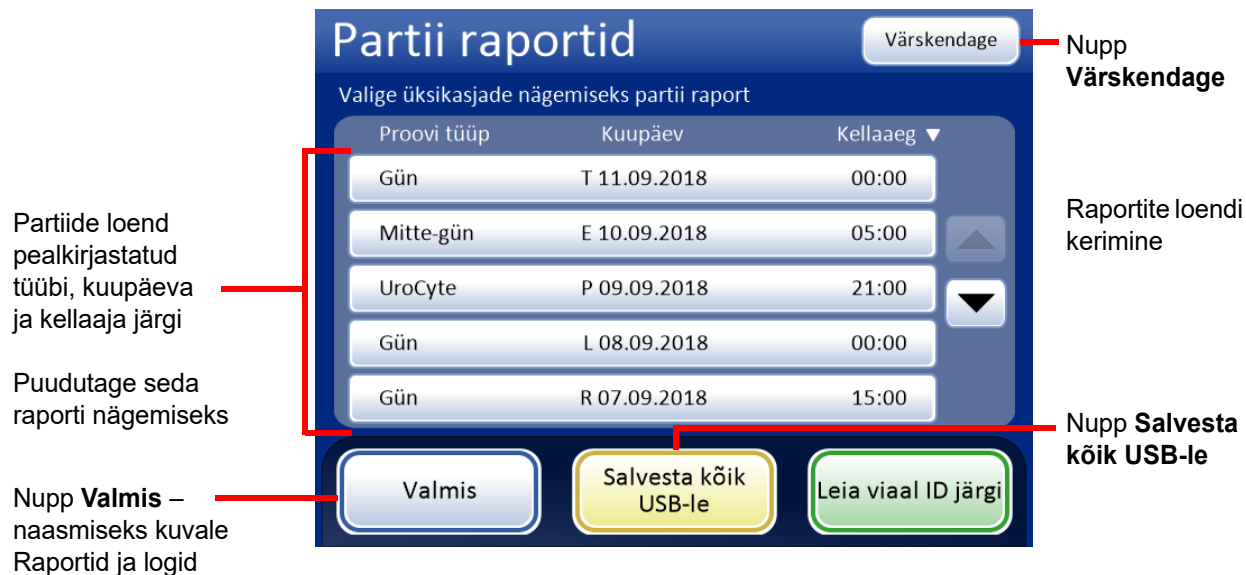 Partii raportid
Värskendage
Valige üksikasjade nägemiseks partii raport
Proovi tüüp Kuupäev Kellaaeg ▼
Gün T 11.09.2018 00:00
Mitte-gün E 10.09.2018 05:00
UroCyte P 09.09.2018 21:00
Gün L 08.09.2018 00:00
Gün R 07.09.2018 15:00
Valmis
Salvesta kõik
USB-le
Leia viaal ID järgi
Partiide loend
pealkirjastatud
tüübi, kuupäeva
ja kellaaja järgi
Puudutage seda
raporti nägemiseks
Nupp Valmis –
naasmiseks kuvale
Raportid ja logid
Nupp
Värskendage
Raportite loendi
kerimine
Nupp Salvesta
kõik USB-le